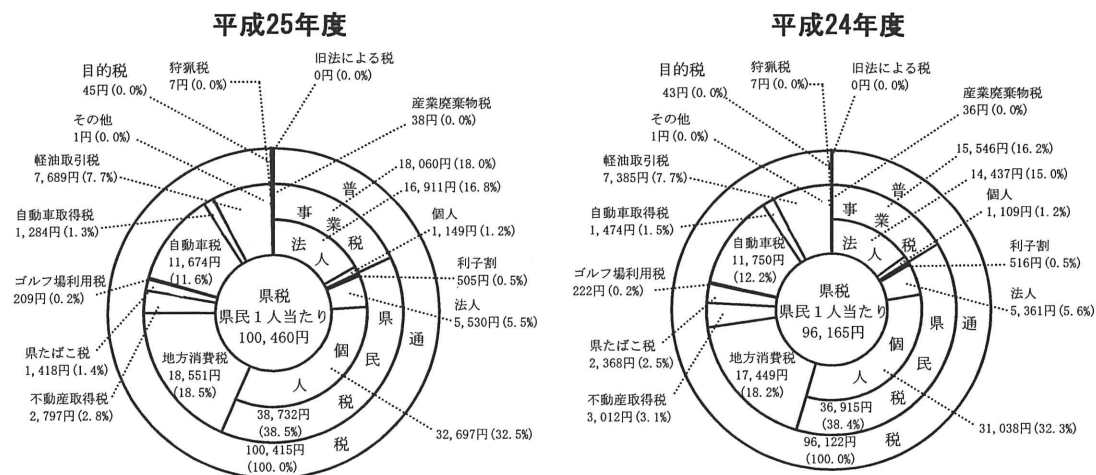 平成25年度
目的税
45円(0.0%)
狩猟税
7円(0.0%)
旧法による税
0円(0.0%)
産業廃棄物税
38円(0.0%)
その他
1円(0.0%)
軽油取引税
7,689円(7.7%)
18,060円(18.0%)
16,911円(16.8%)
個人
1,149円(1.2%)
自動車取得税
1,284円(1.3%)
自動車税
11,674円
(11.6%)
利子割
505円(0.5%)
ゴルフ場利用税
209円(0.2%)
法人
5,530円(5.5%)
県たばこ税
1,418円(1.4%)
不動産取得税
2,797円(2.8%)
地方消費税
18,551円
(18.5%)
県税
県民1人当たり
100,460円
普通税
事業税
法人
県民税
個人
38,732円
(38.5%)
32,697円(32.5%)
100,415円
(100.0%)
平成24年度
目的税
43円(0.0%)
狩猟税
7円(0.0%)
旧法による税
0円(0.0%)
産業廃棄物税
36円(0.0%)
その他
1円(0.0%)
軽油取引税
7,385円(7.7%)
15,546円(16.2%)
14,437円(15.0%)
個人
1,109円(1.2%)
自動車取得税
1,474円(1.5%)
自動車税
11,750円
(12.2%)
利子割
516円(0.5%)
ゴルフ場利用税
222円(0.2%)
法人
5,361円(5.6%)
県たばこ税
2,368円(2.5%)
不動産取得税
3,012円(3.1%)
地方消費税
17,449円
(18.2%)
県税
県民1人当たり
96,165円
普通税
事業税
法人
県民税
個人
36,915円
(38.4%)
31,038円(32.3%)
96,122円
(100.0%)